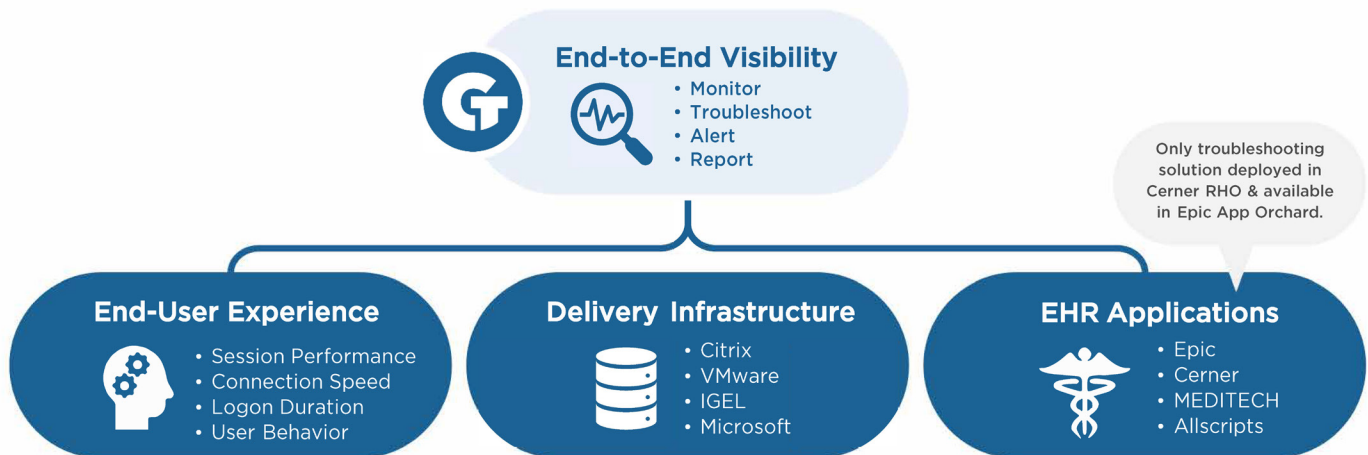 End-to-End Visibility
• Monitor
• Troubleshoot
• Alert
• Report
GT
Only troubleshooting
solution deployed in
Cerner RHO & available
in Epic App Orchard.
End-User Experience
• Session Performance
• Connection Speed
• Logon Duration
• User Behavior
Delivery Infrastructure
• Citrix
• VMware
• IGEL
• Microsoft
EHR Applications
• Epic
• Cerner
• MEDITECH
• Allscripts